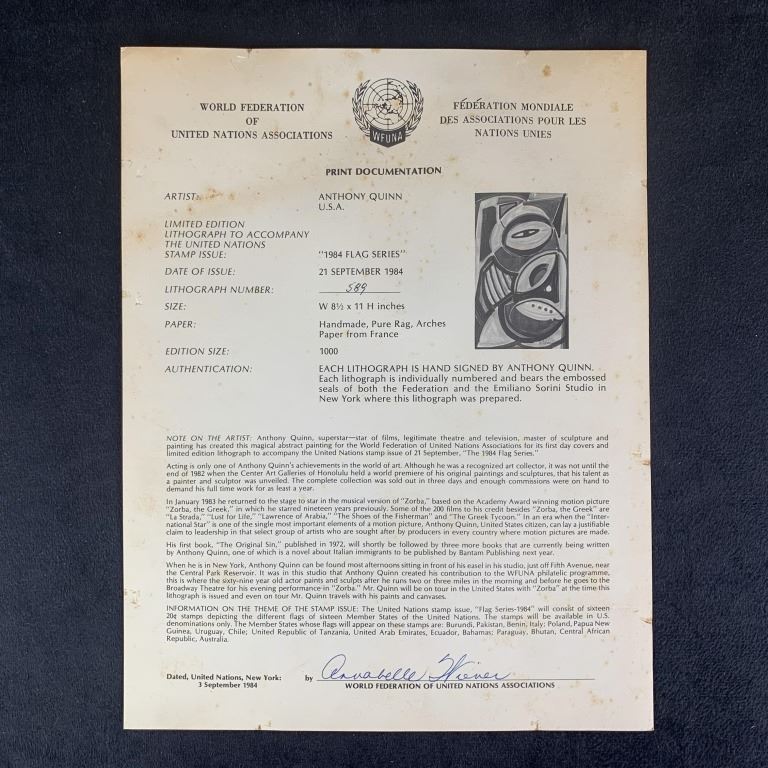 WORLD FEDERATION
OF
UNITED NATIONS ASSOCIATIONS
WFUNA
FÉDÉRATION MONDIALE
DES ASSOCIATIONS POUR LES
NATIONS UNIES
PRINT DOCUMENTATION
ARTIST: ANTHONY QUINN
U.S.A.
LIMITED EDITION
LITHOGRAPH TO ACCOMPANY
THE UNITED NATIONS
STAMP ISSUE: "1984 FLAG SERIES"
DATE OF ISSUE: 21 SEPTEMBER 1984
LITHOGRAPH NUMBER: 589
SIZE: W 8½ x 11 H inches
PAPER: Handmade, Pure Rag, Arches
Paper from France
EDITION SIZE: 1000
AUTHENTICATION: EACH LITHOGRAPH IS HAND SIGNED BY ANTHONY QUINN.
Each lithograph is individually numbered and bears the embossed
seals of both the Federation and the Emiliano Sorini Studio in
New York where this lithograph was prepared.
NOTE ON THE ARTIST: Anthony Quinn, superstar—star of films, legitimate theatre and television, master of sculpture and
painting has created this magical abstract painting for the World Federation of United Nations Associations for its first day covers and
limited edition lithograph to accompany the United Nations stamp issue of 21 September, "The 1984 Flag Series."
Acting is only one of Anthony Quinn's achievements in the world of art. Although he was a recognized art collector, it was not until the
end of 1982 when the Center Art Galleries of Honolulu held a world premiere of his original paintings and sculptures, that his talent as
a painter and sculptor was unveiled. The complete collection was sold out in three days and enough commissions were on hand to
demand his full time work for as least a year.
In January 1983 he returned to the stage to star in the musical version of "Zorba," based on the Academy Award winning motion picture
"Zorba, the Greek," in which he starred nineteen years previously. Some of the 200 films to his credit besides "Zorba, the Greek" are
"La Strada," "Lust for Life," "Lawrence of Arabia," "The Shoes of the Fisherman" and "The Greek Tycoon." In an era when the "Inter-
national Star" is one of the single most important elements of a motion picture, Anthony Quinn, United States citizen, can lay a justifiable
claim to leadership in that select group of artists who are sought after by producers in every country where motion pictures are made.
His first book, "The Original Sin," published in 1972, will shortly be followed by three more books that are currently being written
by Anthony Quinn, one of which is a novel about Italian immigrants to be published by Bantam Publishing next year.
When he is in New York, Anthony Quinn can be found most afternoons sitting in front of his easel in his studio, just off Fifth Avenue, near
the Central Park Reservoir. It was in this studio that Anthony Quinn created his contribution to the WFUNA philatelic programme,
this is where the sixty-nine year old actor paints and sculpts after he runs two or three miles in the morning and before he goes to the
Broadway Theatre for his evening performance in "Zorba." Mr. Quinn will be on tour in the United States with "Zorba" at the time this
lithograph is issued and even on tour Mr. Quinn travels with his paints and canvases.
INFORMATION ON THE THEME OF THE STAMP ISSUE: The United Nations stamp issue, "Flag Series-1984" will consist of sixteen
20¢ stamps depicting the different flags of sixteen Member States of the United Nations. The stamps will be available in U.S.
denominations only. The Member States whose flags will appear on these stamps are: Burundi, Pakistan, Benin, Italy; Poland, Papua New
Guinea, Uruguay, Chile; United Republic of Tanzania, United Arab Emirates, Ecuador, Bahamas; Paraguay, Bhutan, Central African
Republic, Australia.
Dated, United Nations, New York: by Annabelle Wiener
3 September 1984 WORLD FEDERATION OF UNITED NATIONS ASSOCIATIONS